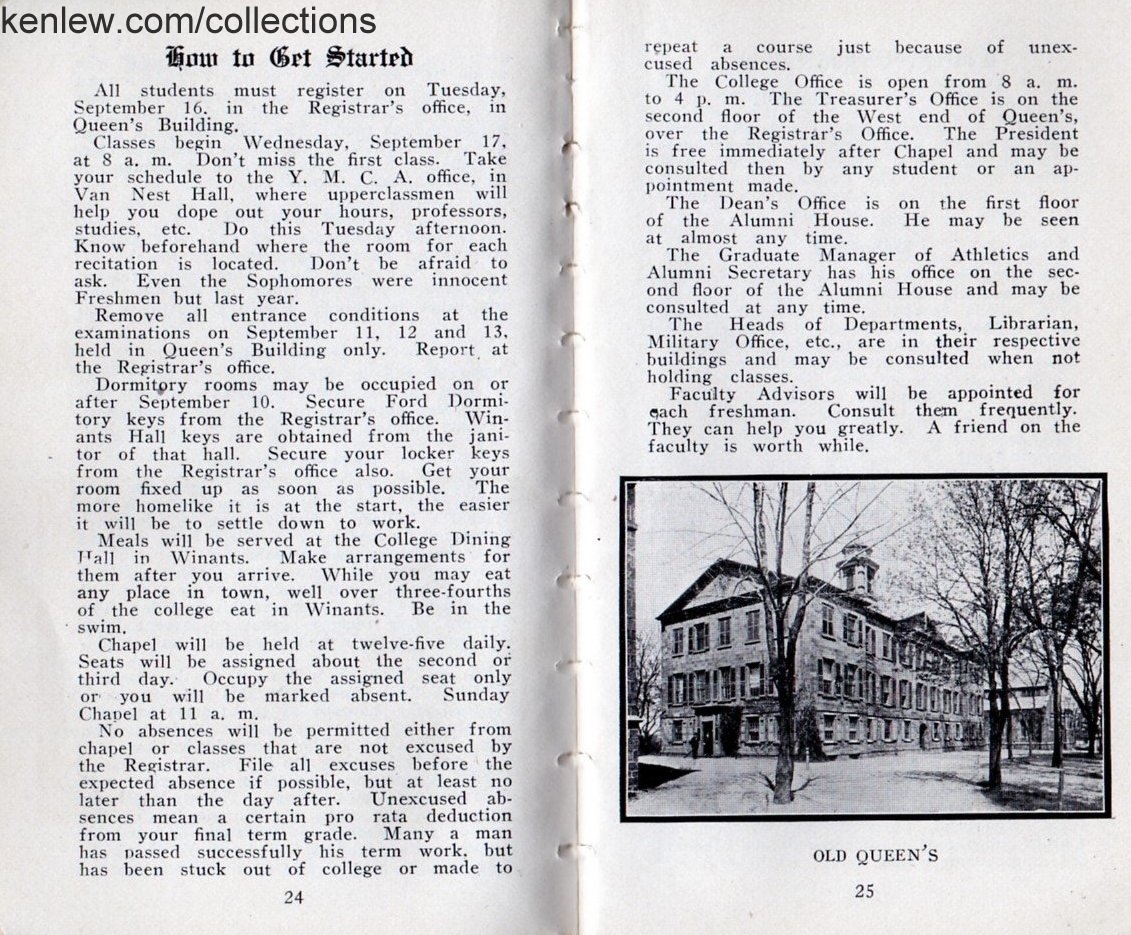 kenlew.com/collections
How to Get Started
All students must register on Tuesday,
September 16, in the Registrar's office, in
Queen's Building.
Classes begin Wednesday, September 17,
at 8 a. m. Don't miss the first class. Take
your schedule to the Y. M. C. A. office, in
Van Nest Hall, where upperclassmen will
help you dope out your hours, professors,
studies, etc. Do this Tuesday afternoon.
Know beforehand where the room for each
recitation is located. Don't be afraid to
ask. Even the Sophomores were innocent
Freshmen but last year.
Remove all entrance conditions at the
examinations on September 11, 12 and 13,
held in Queen's Building only. Report at
the Registrar's office.
Dormitory rooms may be occupied on or
after September 10. Secure Ford Dormi-
tory keys from the Registrar's office. Win-
ants Hall keys are obtained from the jani-
tor of that hall. Secure your locker keys
from the Registrar's office also. Get your
room fixed up as soon as possible. The
more homelike it is at the start, the easier
it will be to settle down to work.
Meals will be served at the College Dining
Hall in Winants. Make arrangements for
them after you arrive. While you may eat
any place in town, well over three-fourths
of the college eat in Winants. Be in the
swim.
Chapel will be held at twelve-five daily.
Seats will be assigned about the second or
third day. Occupy the assigned seat only
or you will be marked absent. Sunday
Chapel at 11 a. m.
No absences will be permitted either from
chapel or classes that are not excused by
the Registrar. File all excuses before the
expected absence if possible, but at least no
later than the day after. Unexcused ab-
sences mean a certain pro rata deduction
from your final term grade. Many a man
has passed successfully his term work, but
has been stuck out of college or made to
24
repeat a course just because of unex-
cused absences.
The College Office is open from 8 a. m.
to 4 p. m. The Treasurer's Office is on the
second floor of the West end of Queen's,
over the Registrar's Office. The President
is free immediately after Chapel and may be
consulted then by any student or an ap-
pointment made.
The Dean's Office is on the first floor
of the Alumni House. He may be seen
at almost any time.
The Graduate Manager of Athletics and
Alumni Secretary has his office on the sec-
ond floor of the Alumni House and may be
consulted at any time.
The Heads of Departments, Librarian,
Military Office, etc., are in their respective
buildings and may be consulted when not
holding classes.
Faculty Advisors will be appointed for
each freshman. Consult them frequently.
They can help you greatly. A friend on the
faculty is worth while.
OLD QUEEN'S
25